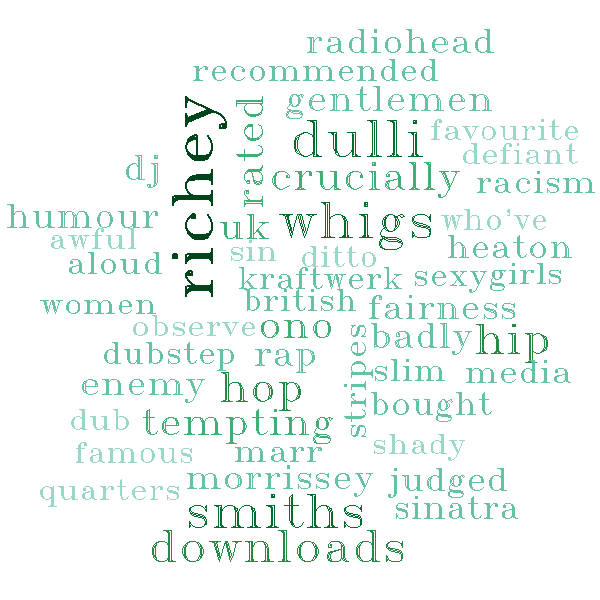 radiohead
recommended
gentlemen
richey
rated
dulli
favourite
defiant
dj
crucially
racism
humour
uk
whigs
who've
awful
sin
ditto
heaton
aloud
kraftwerk
sexy
girls
women
british
fairness
observe
ono
badly
hip
dubstep
rap
stripes
slim
media
enemy
hop
bought
dub
tempting
shady
famous
marr
quarters
morrissey
judged
smiths
sinatra
downloads